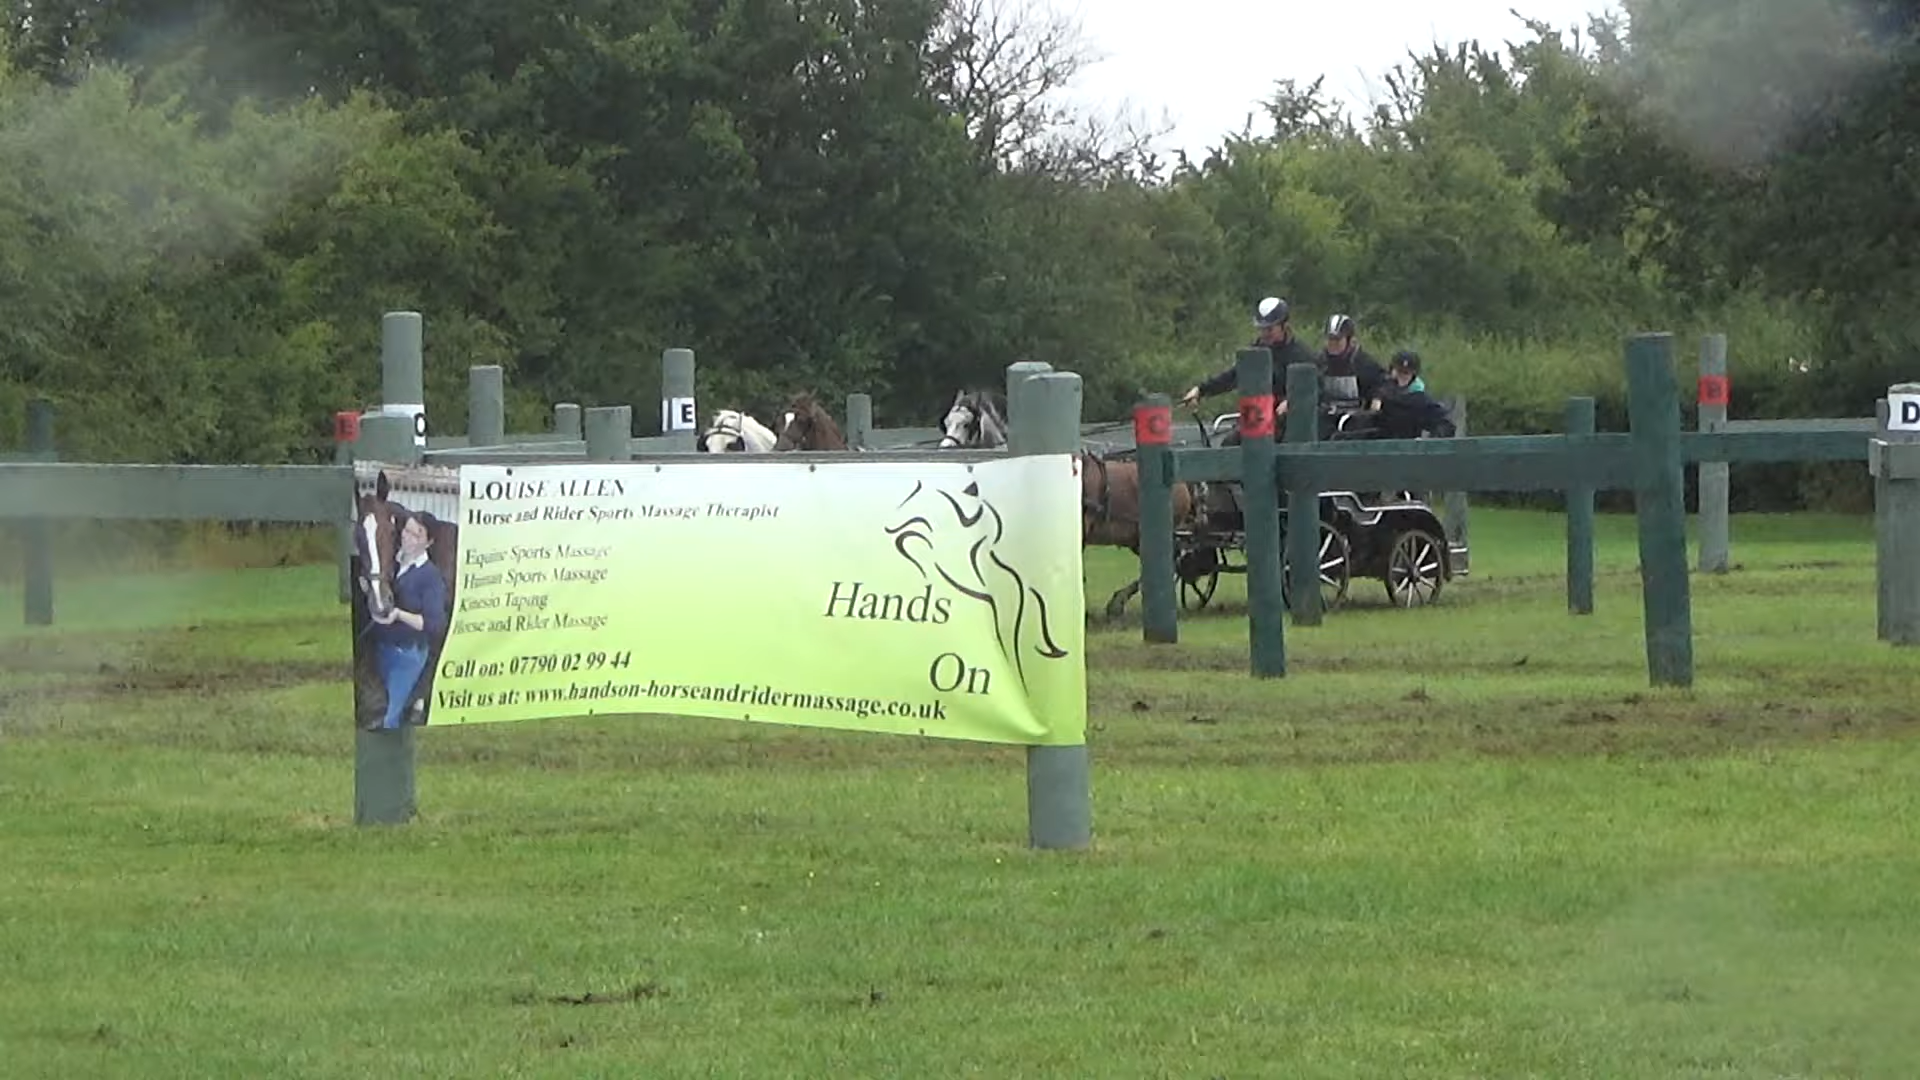 E
C
E
C
D
B
D
LOUISE ALLEN
Horse and Rider Sports Massage Therapist
Equine Sports Massage
Human Sports Massage
Kinesio Taping
Horse and Rider Massage
Call on: 07790 02 99 44
Visit us at: www.handson-horseandridermassage.co.uk
Hands
On